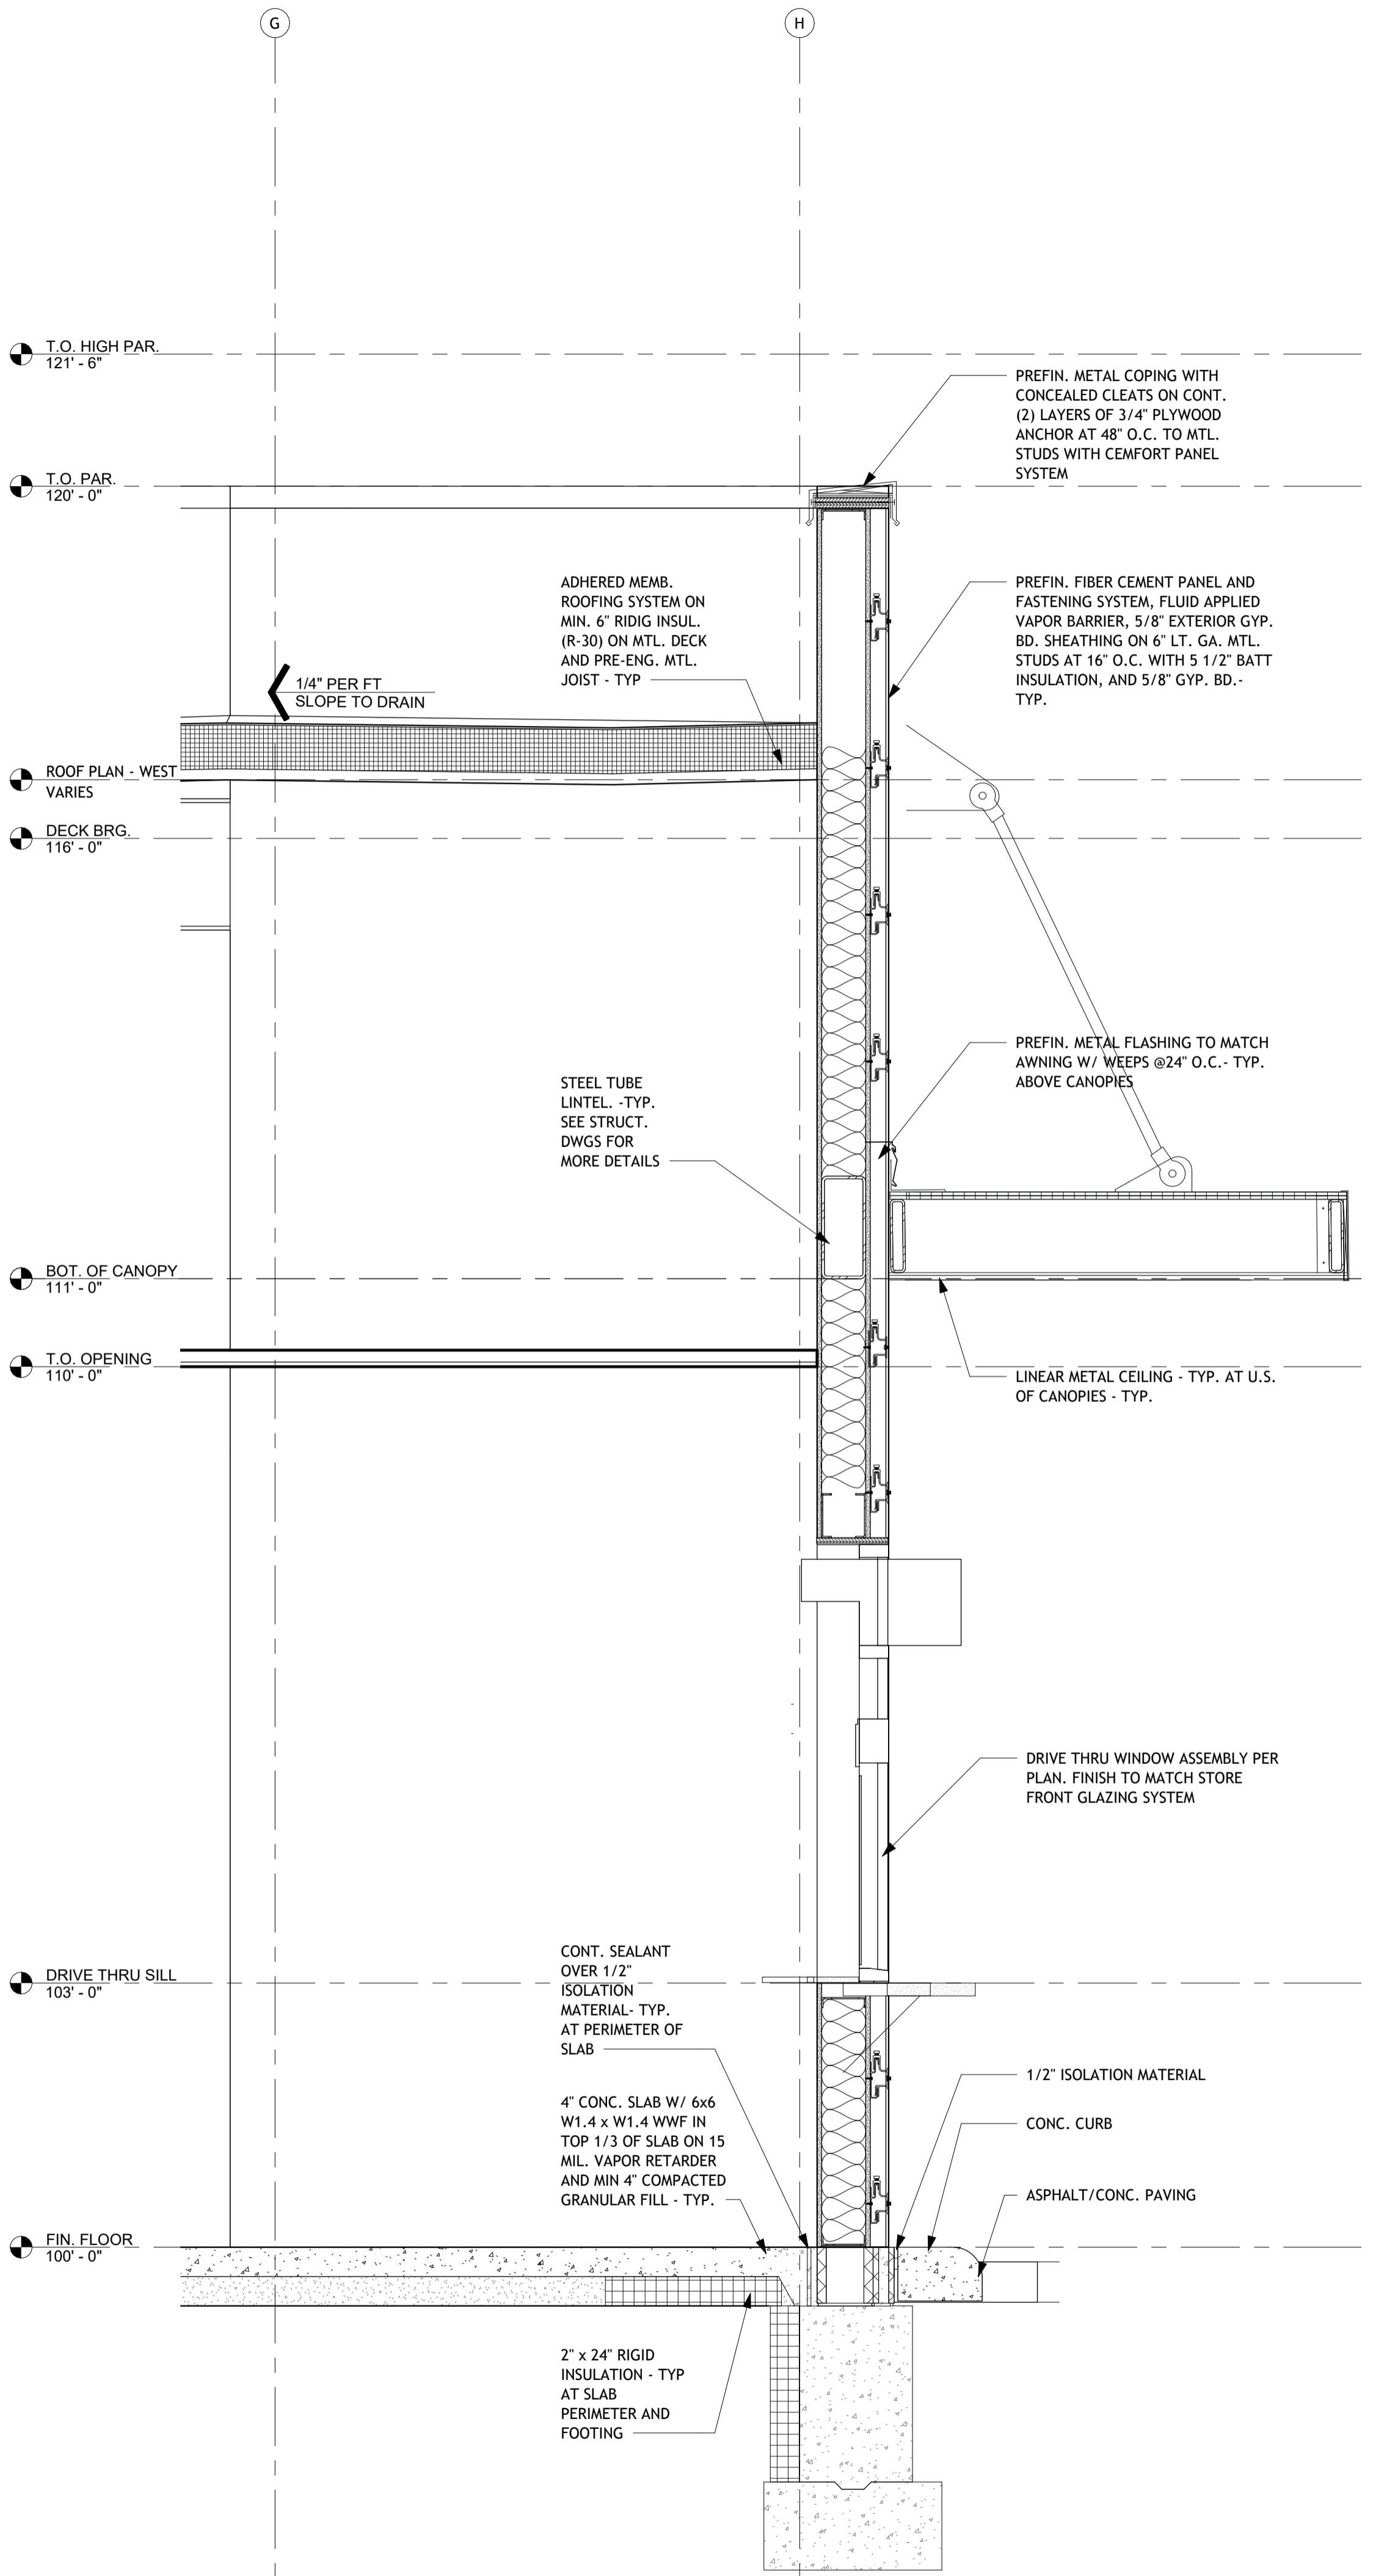 G
H
T.O. HIGH PAR.
121' - 6"
PREFIN. METAL COPING WITH
CONCEALED CLEATS ON CONT.
(2) LAYERS OF 3/4" PLYWOOD
ANCHOR AT 48" O.C. TO MTL.
STUDS WITH CEMFORT PANEL
SYSTEM
T.O. PAR.
120' - 0"
ADHERED MEMB.
ROOFING SYSTEM ON
MIN. 6" RIDIG INSUL.
(R-30) ON MTL. DECK
AND PRE-ENG. MTL.
JOIST - TYP
PREFIN. FIBER CEMENT PANEL AND
FASTENING SYSTEM, FLUID APPLIED
VAPOR BARRIER, 5/8" EXTERIOR GYP.
BD. SHEATHING ON 6" LT. GA. MTL.
STUDS AT 16" O.C. WITH 5 1/2" BATT
INSULATION, AND 5/8" GYP. BD.-
TYP.
1/4" PER FT
SLOPE TO DRAIN
ROOF PLAN - WEST
VARIES
DECK BRG.
116' - 0"
PREFIN. METAL FLASHING TO MATCH
AWNING W/ WEEPS @24" O.C.- TYP.
ABOVE CANOPIES
STEEL TUBE
LINTEL. -TYP.
SEE STRUCT.
DWGS FOR
MORE DETAILS
BOT. OF CANOPY
111' - 0"
T.O. OPENING
110' - 0"
LINEAR METAL CEILING - TYP. AT U.S.
OF CANOPIES - TYP.
DRIVE THRU WINDOW ASSEMBLY PER
PLAN. FINISH TO MATCH STORE
FRONT GLAZING SYSTEM
DRIVE THRU SILL
103' - 0"
CONT. SEALANT
OVER 1/2"
ISOLATION
MATERIAL- TYP.
AT PERIMETER OF
SLAB
1/2" ISOLATION MATERIAL
CONC. CURB
ASPHALT/CONC. PAVING
4" CONC. SLAB W/ 6x6
W1.4 x W1.4 WWF IN
TOP 1/3 OF SLAB ON 15
MIL. VAPOR RETARDER
AND MIN 4" COMPACTED
GRANULAR FILL - TYP.
FIN. FLOOR
100' - 0"
2" x 24" RIGID
INSULATION - TYP
AT SLAB
PERIMETER AND
FOOTING